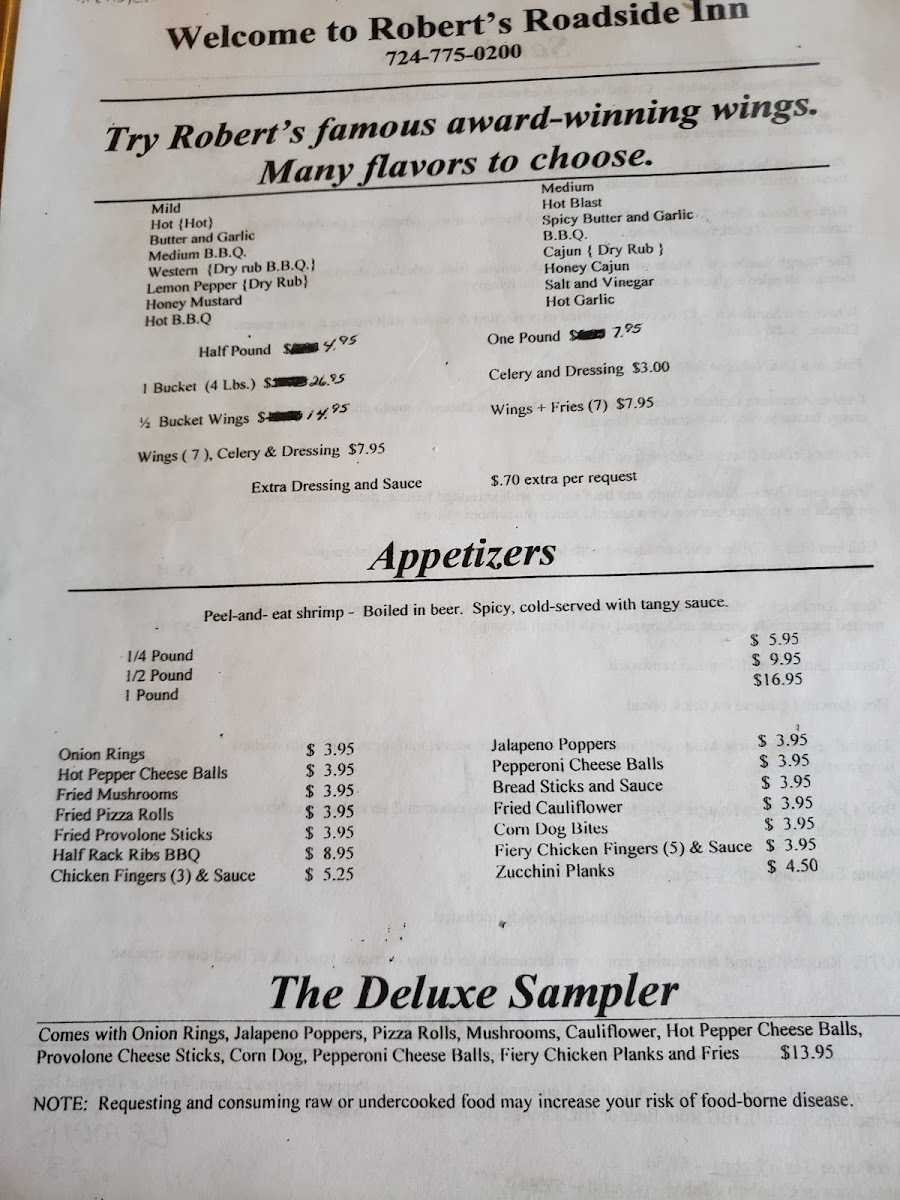 Welcome to Robert's Roadside Inn
724-775-0200
Try Robert's famous award-winning wings.
Many flavors to choose.
Mild
Hot {Hot}
Butter and Garlic
Medium B.B.Q.
Western {Dry rub B.B.Q.}
Lemon Pepper {Dry Rub}
Honey Mustard
Hot B.B.Q
Medium
Hot Blast
Spicy Butter and Garlic
B.B.Q.
Cajun { Dry Rub }
Honey Cajun
Salt and Vinegar
Hot Garlic
Half Pound $ 4.95
One Pound $ 7.95
1 Bucket (4 Lbs.) $ 26.95
Celery and Dressing $3.00
½ Bucket Wings $ 14.95
Wings + Fries (7) $7.95
Wings ( 7 ), Celery & Dressing $7.95
Extra Dressing and Sauce $.70 extra per request
Appetizers
Peel-and- eat shrimp - Boiled in beer. Spicy, cold-served with tangy sauce.
1/4 Pound $ 5.95
1/2 Pound $ 9.95
1 Pound $16.95
Onion Rings $ 3.95
Hot Pepper Cheese Balls $ 3.95
Fried Mushrooms $ 3.95
Fried Pizza Rolls $ 3.95
Fried Provolone Sticks $ 3.95
Half Rack Ribs BBQ $ 8.95
Chicken Fingers (3) & Sauce $ 5.25
Jalapeno Poppers $ 3.95
Pepperoni Cheese Balls $ 3.95
Bread Sticks and Sauce $ 3.95
Fried Cauliflower $ 3.95
Corn Dog Bites $ 3.95
Fiery Chicken Fingers (5) & Sauce $ 3.95
Zucchini Planks $ 4.50
The Deluxe Sampler
Comes with Onion Rings, Jalapeno Poppers, Pizza Rolls, Mushrooms, Cauliflower, Hot Pepper Cheese Balls,
Provolone Cheese Sticks, Corn Dog, Pepperoni Cheese Balls, Fiery Chicken Planks and Fries $13.95
NOTE: Requesting and consuming raw or undercooked food may increase your risk of food-borne disease.